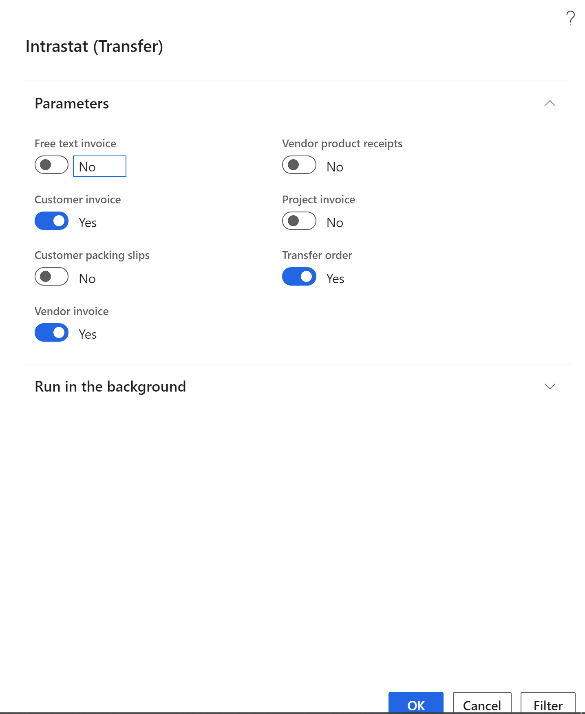 ?
Intrastat (Transfer)
Parameters
Free text invoice
No
Vendor product receipts
No
Customer invoice
Yes
Project invoice
No
Customer packing slips
No
Transfer order
Yes
Vendor invoice
Yes
Run in the background
OK Cancel Filter